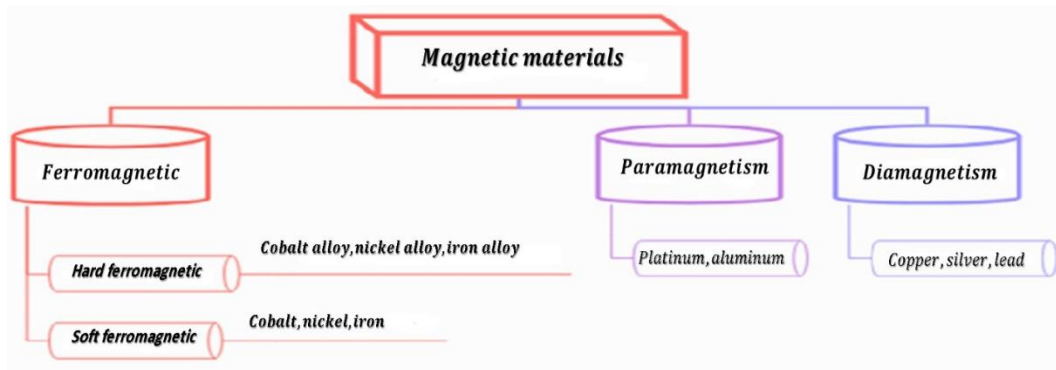 Magnetic materials
Ferromagnetic
Paramagnetism
Diamagnetism
Cobalt alloy,nickel alloy,iron alloy
Hard ferromagnetic
Platinum,aluminum
Copper,silver,lead
Cobalt,nickel,iron
Soft ferromagnetic